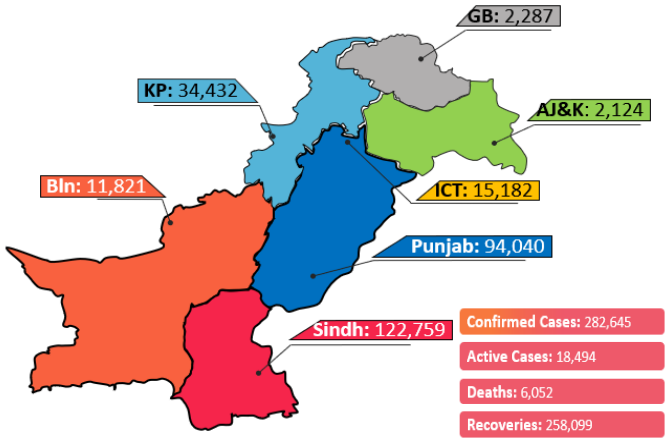 GB: 2,287
KP: 34,432
AJ&K: 2,124
Bln: 11,821
ICT: 15,182
Punjab: 94,040
Sindh: 122,759
Confirmed Cases: 282,645
Active Cases: 18,494
Deaths: 6,052
Recoveries: 258,099